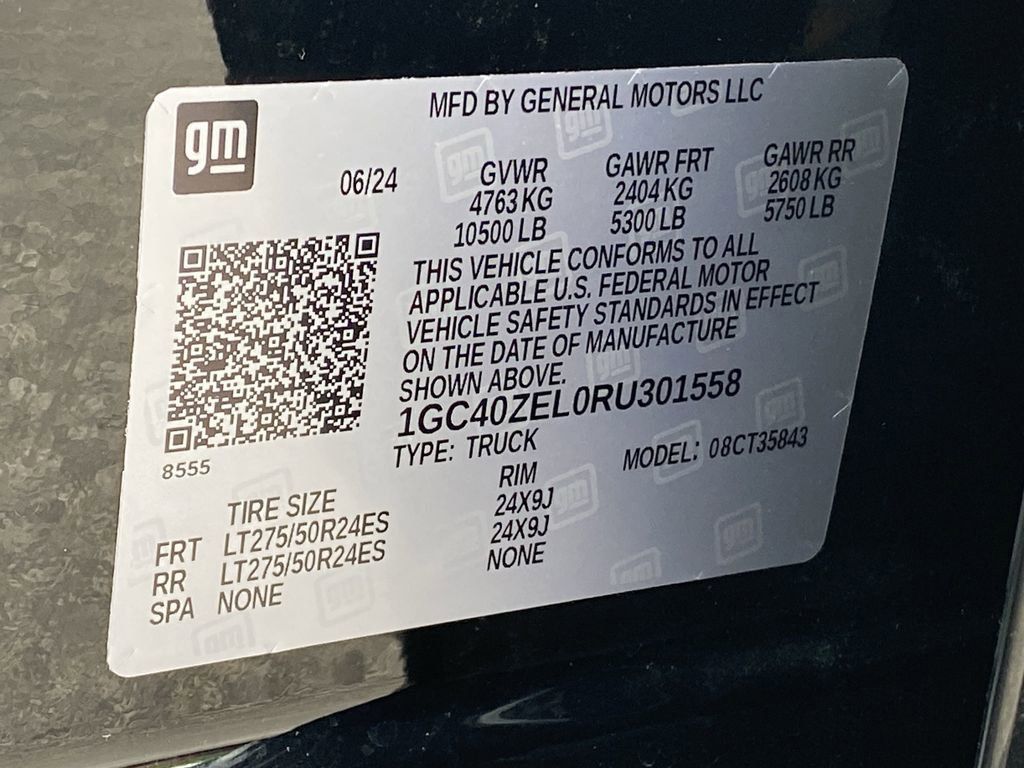 gm
MFD BY GENERAL MOTORS LLC
06/24 GVWR GAWR FRT GAWR RR
4763 KG 2404 KG 2608 KG
10500 LB 5300 LB 5750 LB
THIS VEHICLE CONFORMS TO ALL
APPLICABLE U.S. FEDERAL MOTOR
VEHICLE SAFETY STANDARDS IN EFFECT
ON THE DATE OF MANUFACTURE
SHOWN ABOVE.
1GC40ZEL0RU301558
TYPE: TRUCK MODEL: 08CT35843
8555
TIRE SIZE RIM
FRT LT275/50R24ES 24X9J
RR LT275/50R24ES 24X9J
SPA NONE NONE